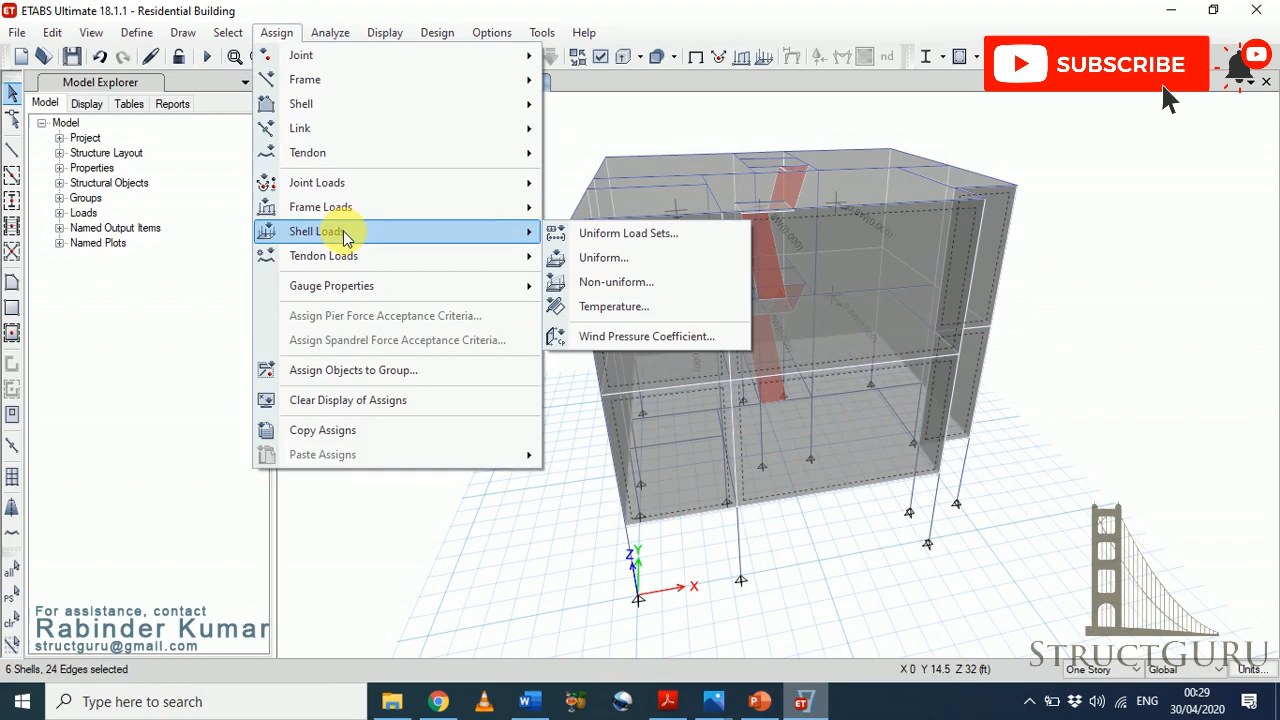 ETABS Ultimate 18.1.1 - Residential Building
File Edit View Define Draw Select Assign Analyze Display Design Options Tools Help
SUBSCRIBE
nd
Model Explorer
Model Display Tables Reports
Model
Project
Structure Layout
Properties
Structural Objects
Groups
Loads
Named Output Items
Named Plots
Joint
Frame
Shell
Link
Tendon
Joint Loads
Frame Loads
Shell Loads
Tendon Loads
Gauge Properties
Assign Pier Force Acceptance Criteria...
Assign Spandrel Force Acceptance Criteria...
Assign Objects to Group...
Clear Display of Assigns
Copy Assigns
Paste Assigns
Uniform Load Sets...
Uniform...
Non-uniform...
Temperature...
Wind Pressure Coefficient...
all
PS
clr
Z Y X
For assistance, contact
Rabinder Kumar
structguru@gmail.com
STRUCTGURU
6 Shells, 24 Edges selected
X 0 Y 14.5 Z 32 (ft)
One Story Global Units...
Type here to search
ENG
00:29
30/04/2020